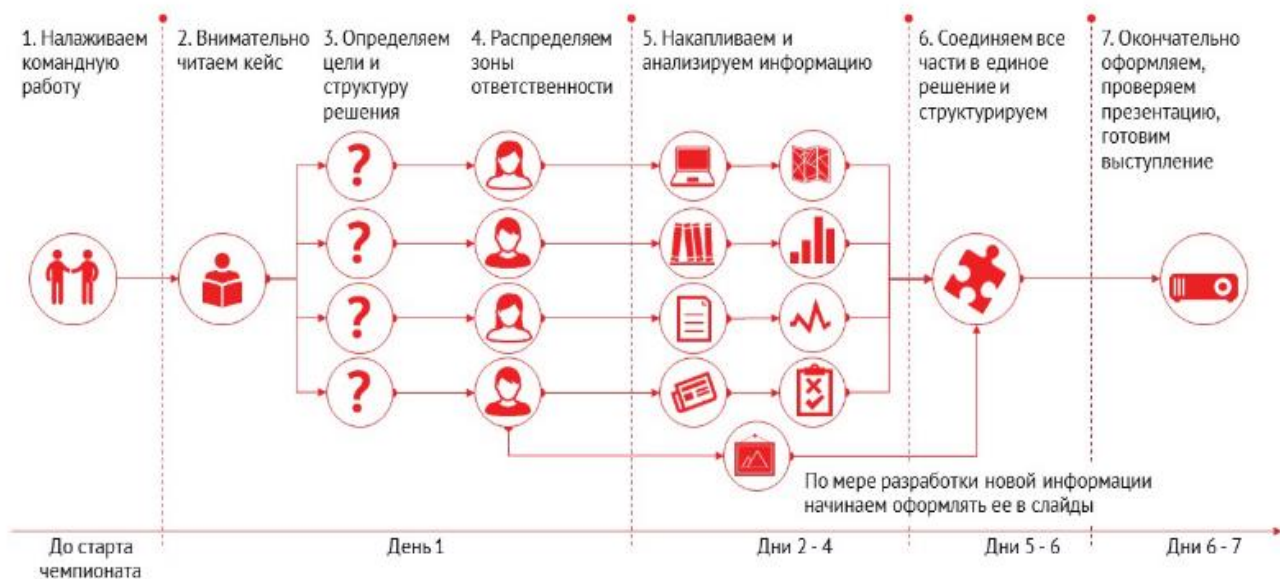 1. Налаживаем
командную
работу
2. Внимательно
читаем кейс
3. Определяем
цели и
структуру
решения
4. Распределяем
зоны
ответственности
5. Накапливаем и
анализируем информацию
6. Соединяем все
части в единое
решение и
структурируем
7. Окончательно
оформляем,
проверяем
презентацию,
готовим
выступление
?
?
?
?
По мере разработки новой информации
начинаем оформлять ее в слайды
До старта
чемпионата
День 1
Дни 2 - 4
Дни 5 - 6
Дни 6 - 7